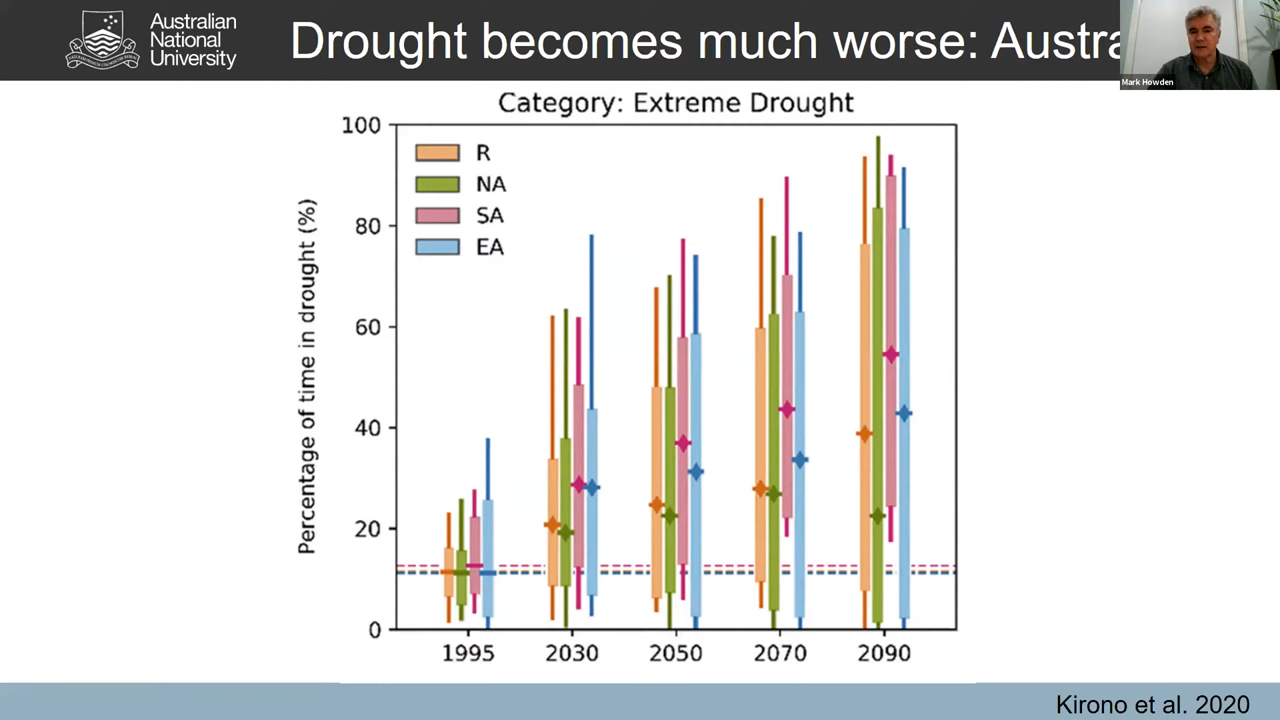 Australian
National
University
Drought becomes much worse: Austra
Mark Howden
Category: Extreme Drought
Percentage of time in drought (%)
100
80
60
40
20
0
R
NA
SA
EA
1995
2030
2050
2070
2090
Kirono et al. 2020